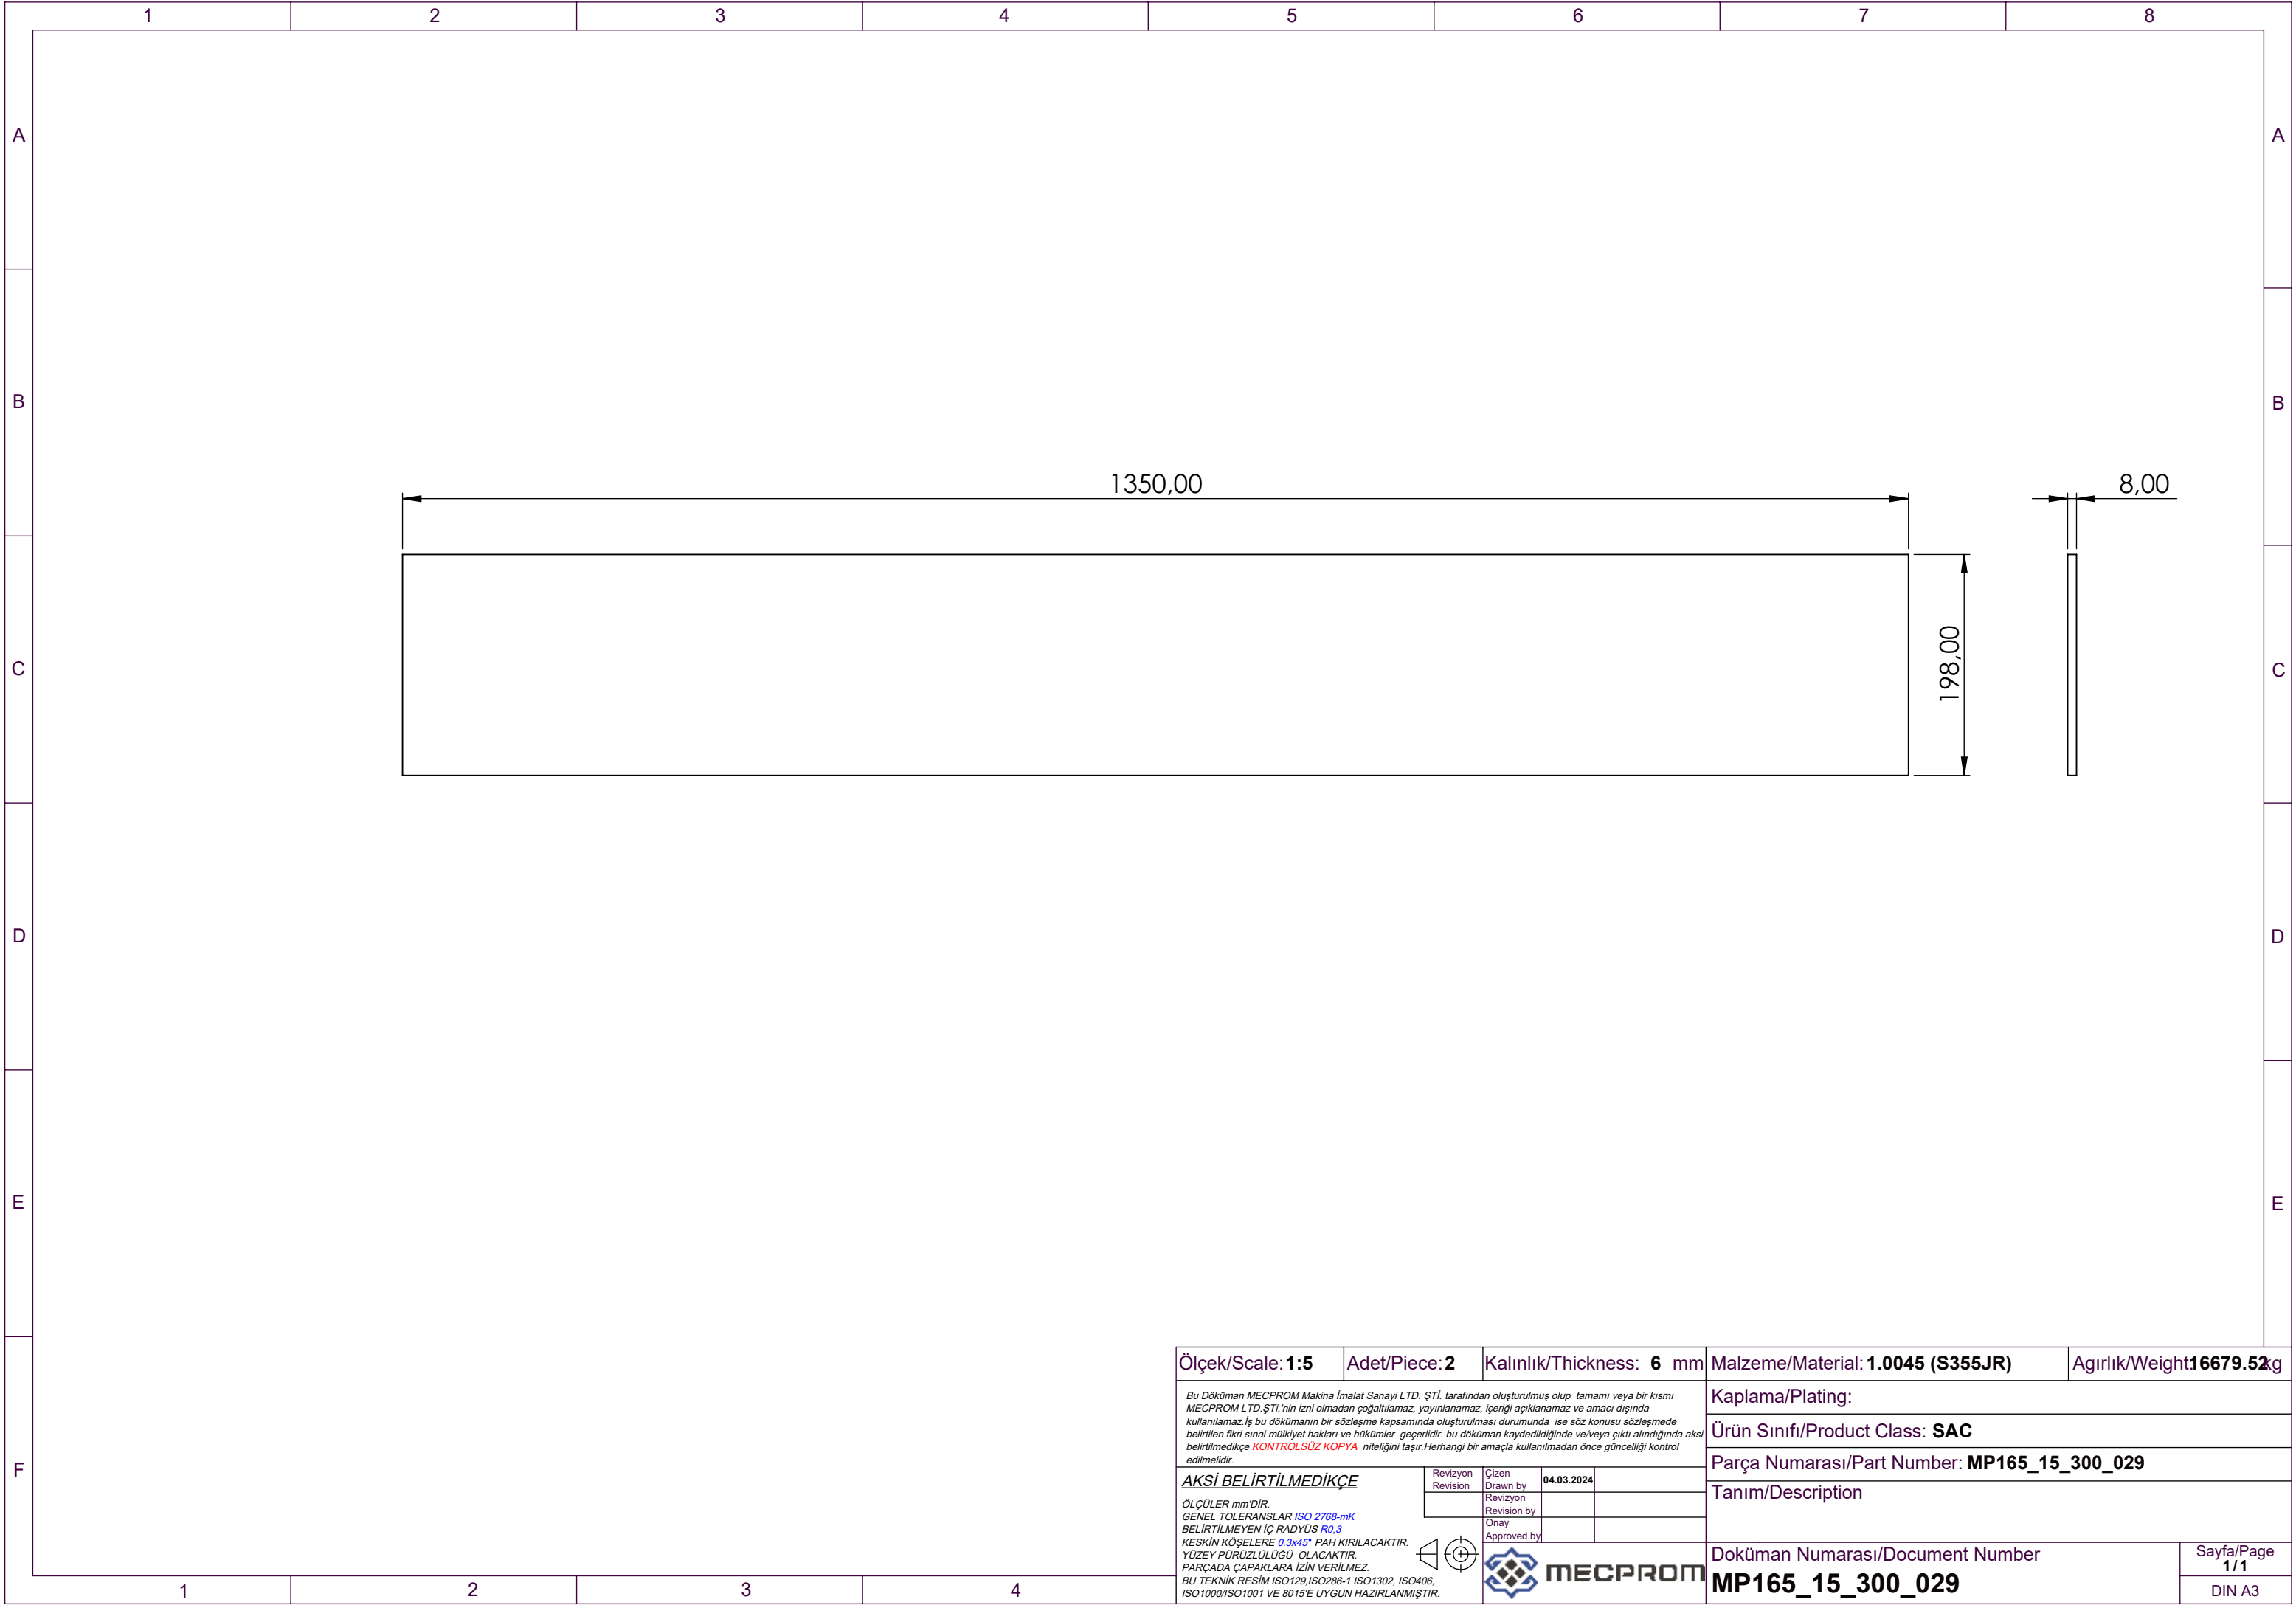 1 2 3 4 5 6 7 8
A A
B B
1350,00 8,00
C C
198,00
D D
E E
F
Ölçek/Scale: 1:5 Adet/Piece: 2 Kalınlık/Thickness: 6 mm Malzeme/Material: 1.0045 (S355JR) Agırlık/Weight: 16679.52 kg
Bu Döküman MECPROM Makina İmalat Sanayi LTD. ŞTİ. tarafından oluşturulmuş olup tamamı veya bir kısmı
MECPROM LTD.ŞTi.'nin izni olmadan çoğaltılamaz, yayınlanamaz, içeriği açıklanamaz ve amacı dışında
kullanılamaz.İş bu dökümanın bir sözleşme kapsamında oluşturulması durumunda ise söz konusu sözleşmede
belirtilen fikri sınai mülkiyet hakları ve hükümler geçerlidir. bu döküman kaydedildiğinde ve/veya çıktı alındığında aksi
belirtilmedikçe KONTROLSÜZ KOPYA niteliğini taşır.Herhangi bir amaçla kullanılmadan önce güncelliği kontrol
edilmelidir.
Kaplama/Plating:
Ürün Sınıfı/Product Class: SAC
Parça Numarası/Part Number: MP165_15_300_029
Tanım/Description
AKSİ BELİRTİLMEDİKÇE
ÖLÇÜLER mm'DİR.
GENEL TOLERANSLAR ISO 2768-mK
BELİRTİLMEYEN İÇ RADYÜS R0,3
KESKİN KÖŞELERE 0.3x45° PAH KIRILACAKTIR.
YÜZEY PÜRÜZLÜLÜĞÜ OLACAKTIR.
PARÇADA ÇAPAKLARA İZİN VERİLMEZ.
BU TEKNİK RESİM ISO129,ISO286-1 ISO1302, ISO406,
ISO1000/ISO1001 VE 8015'E UYGUN HAZIRLANMIŞTIR.
Revizyon
Revision
Çizen
Drawn by
04.03.2024
Revizyon
Revision by
Onay
Approved by
MECPROM
Doküman Numarası/Document Number
MP165_15_300_029
Sayfa/Page
1 / 1
DIN A3
1 2 3 4